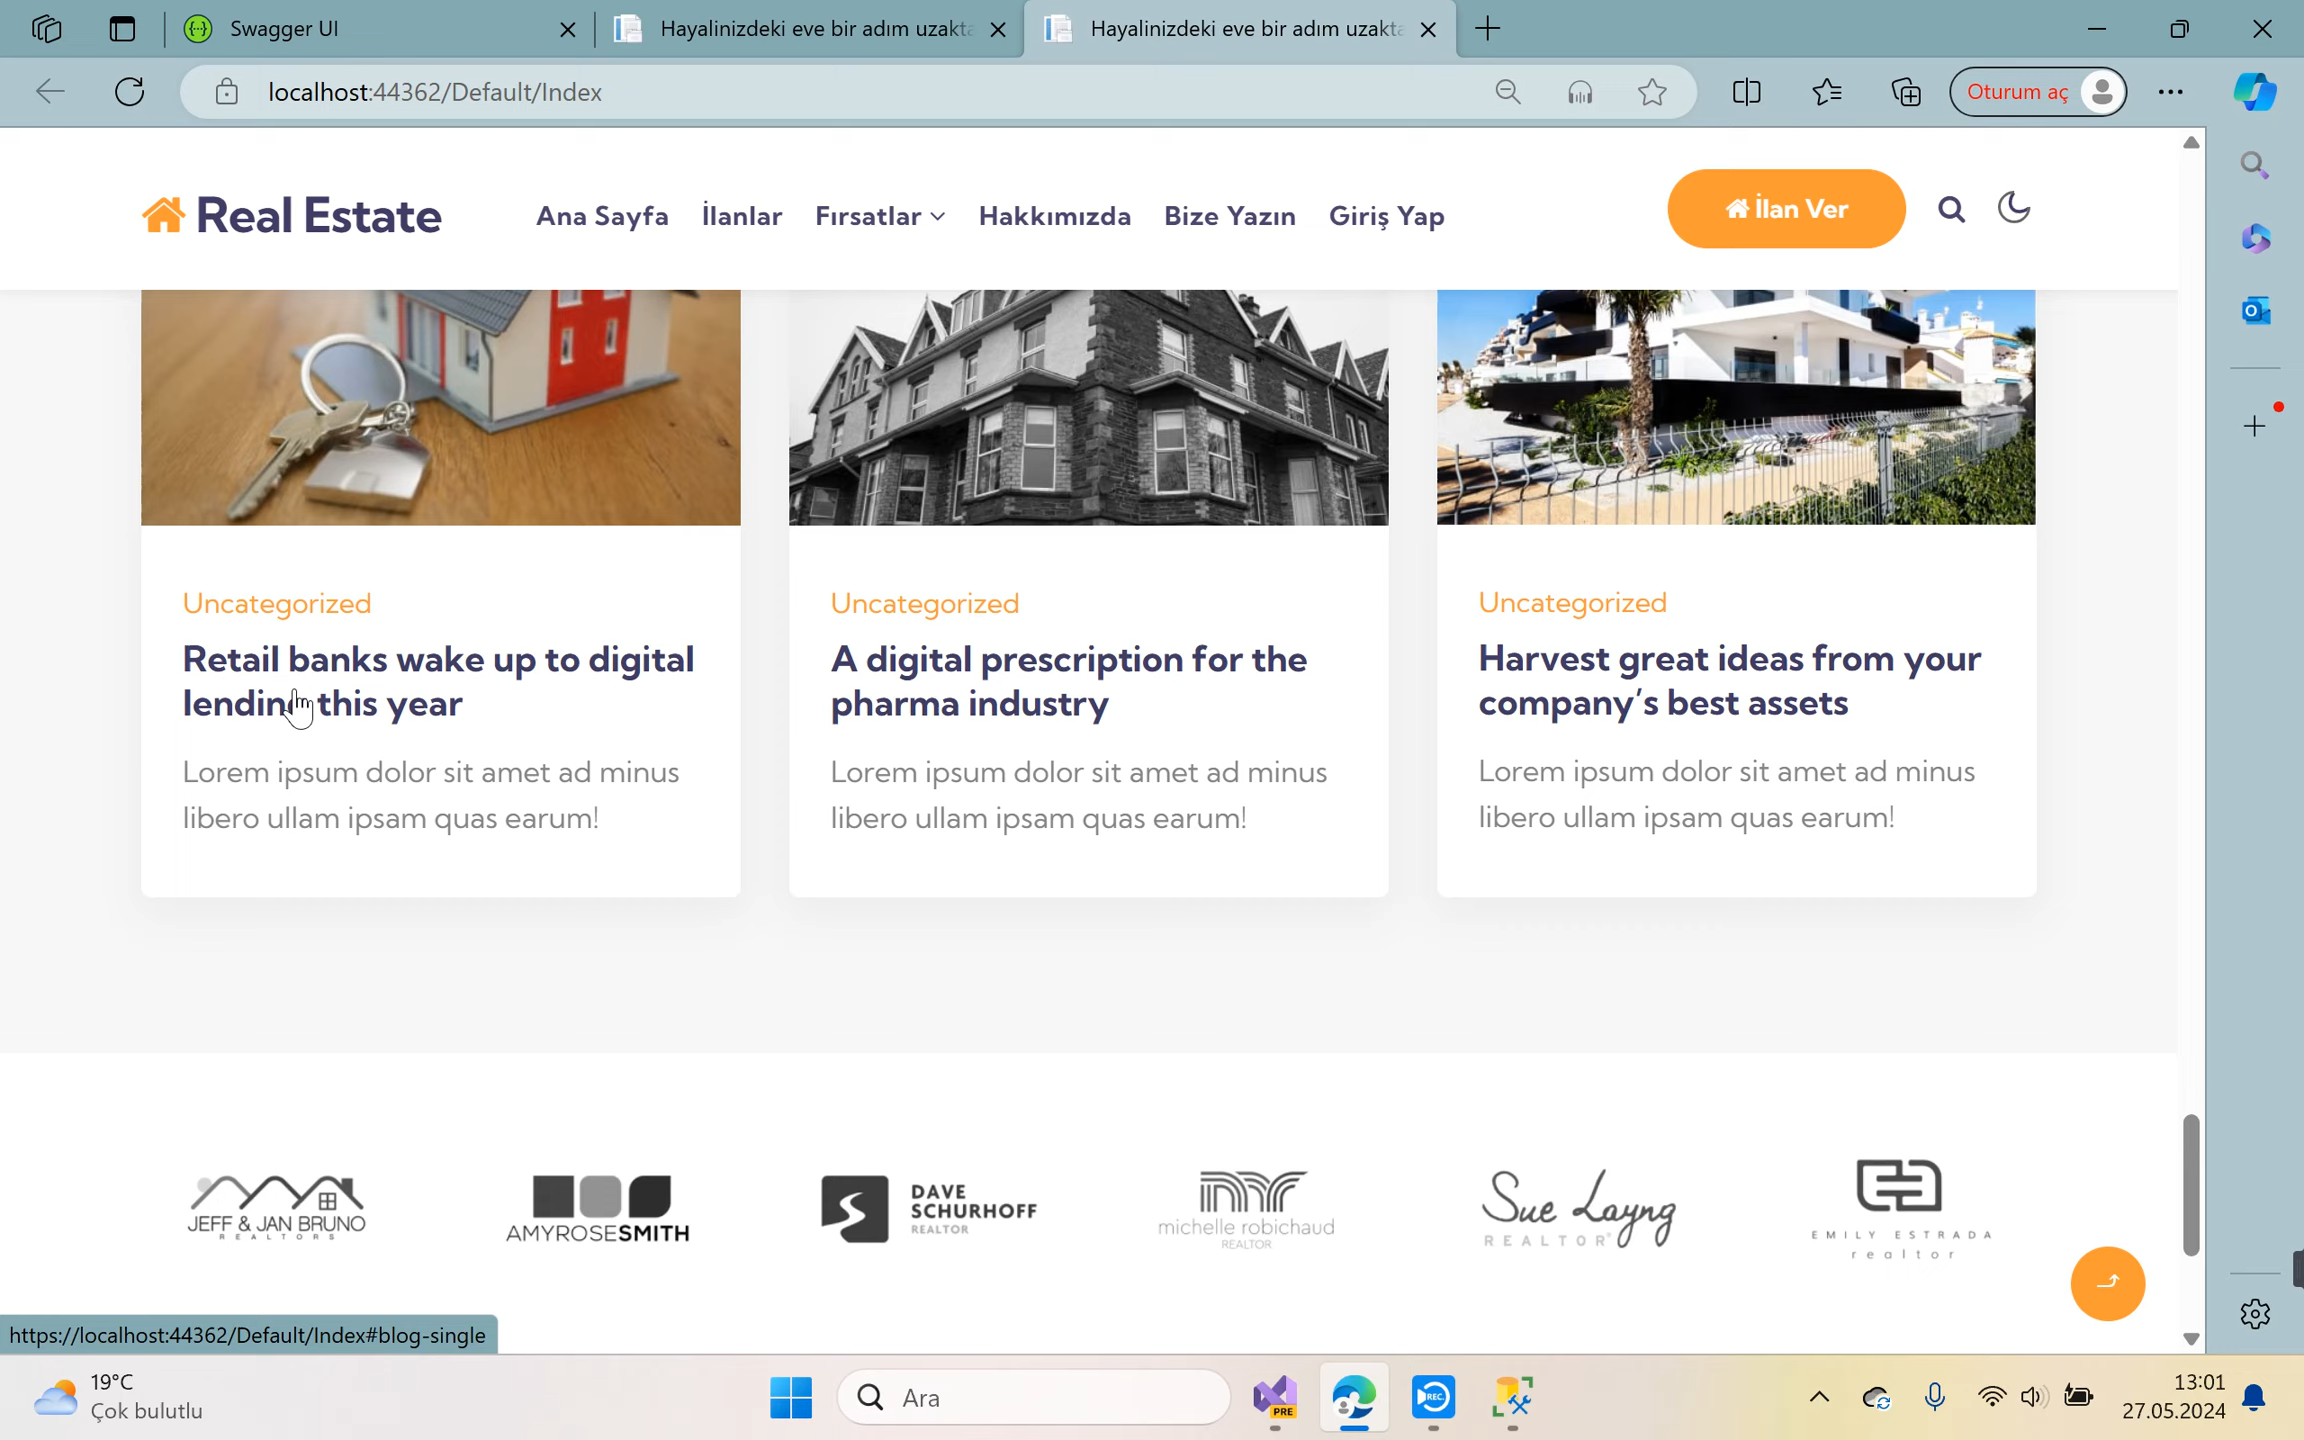 Swagger UI
Hayalinizdeki eve bir adım uzakta
Hayalinizdeki eve bir adım uzakta
localhost:44362/Default/Index
Oturum aç
Real Estate
Ana Sayfa
İlanlar
Fırsatlar
Hakkımızda
Bize Yazın
Giriş Yap
İlan Ver
Uncategorized
Retail banks wake up to digital
lending this year
Lorem ipsum dolor sit amet ad minus
libero ullam ipsam quas earum!
Uncategorized
A digital prescription for the
pharma industry
Lorem ipsum dolor sit amet ad minus
libero ullam ipsam quas earum!
Uncategorized
Harvest great ideas from your
company’s best assets
Lorem ipsum dolor sit amet ad minus
libero ullam ipsam quas earum!
JEFF & JAN BRUNO
REALTORS
AMYROSESMITH
DAVE
SCHURHOFF
REALTOR
michelle robichaud
REALTOR
Sue Layng
REALTOR®
EMILY ESTRADA
realtor
https://localhost:44362/Default/Index#blog-single
19°C
Çok bulutlu
Ara
PRE
REC
13:01
27.05.2024